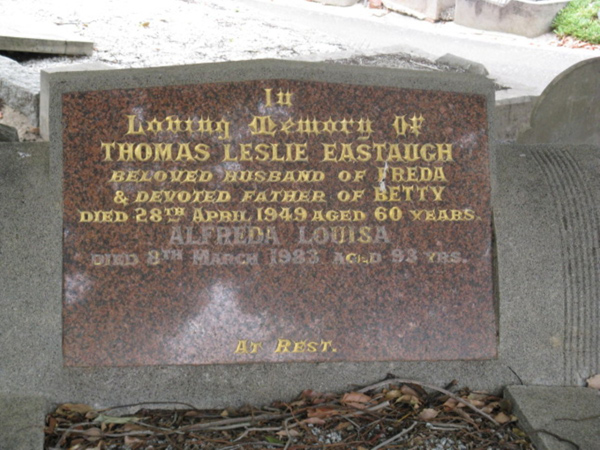 In
Loving Memory Of
THOMAS LESLIE EASTAUGH
BELOVED HUSBAND OF FREDA
& DEVOTED FATHER OF BETTY
DIED 28TH APRIL 1949 AGED 60 YEARS.
ALFREDA LOUISA
DIED 8TH MARCH 1983 AGED 93 YRS.
AT REST.